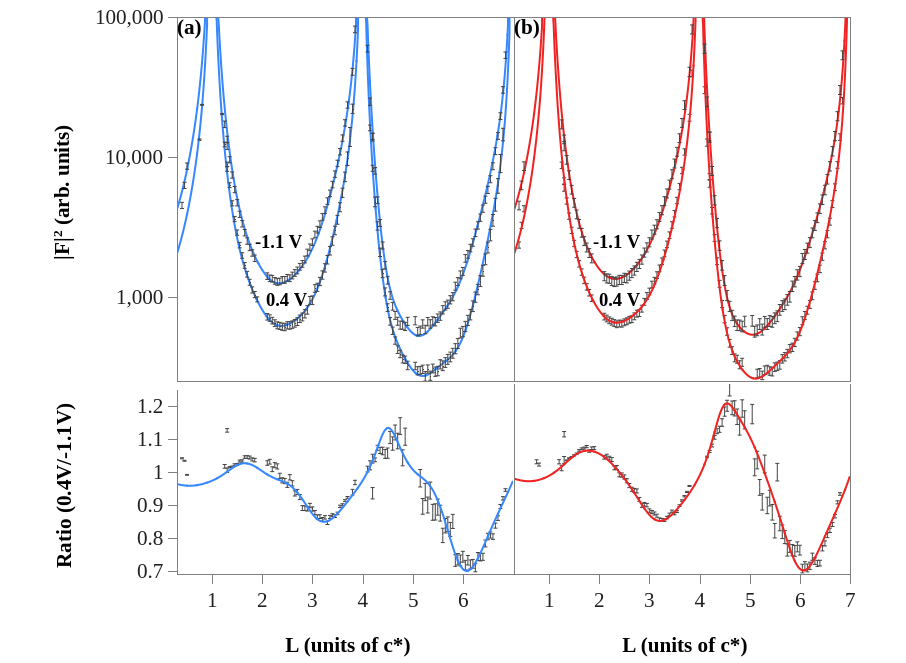 100,000
(a)
(b)
10,000
|F|² (arb. units)
-1.1 V
-1.1 V
1,000
0.4 V
0.4 V
1.2
1.1
1
0.9
0.8
0.7
Ratio (0.4V/-1.1V)
1 2 3 4 5 6
1 2 3 4 5 6 7
L (units of c*)
L (units of c*)